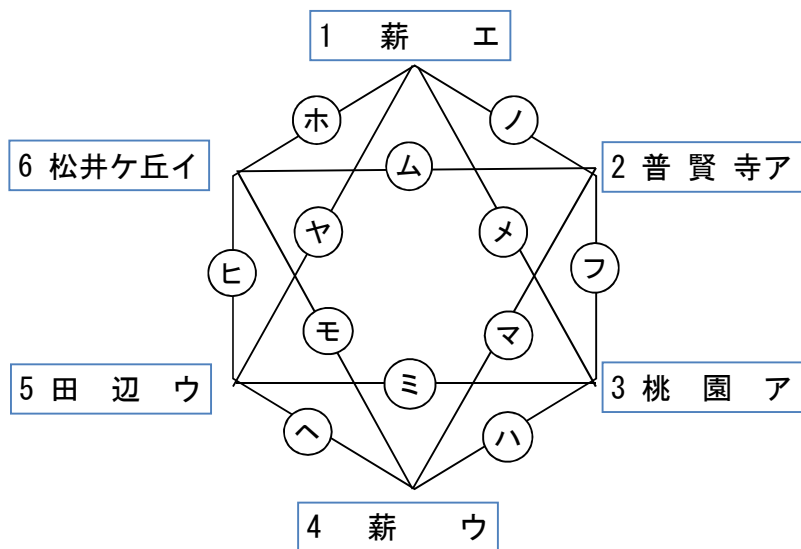 1 薪 エ
ホ
ノ
6 松井ケ丘イ
ム
2 普 賢 寺ア
ヤ
メ
ヒ
フ
モ
マ
5 田 辺 ウ
ミ
3 桃 園 ア
ヘ
ハ
4 薪 ウ